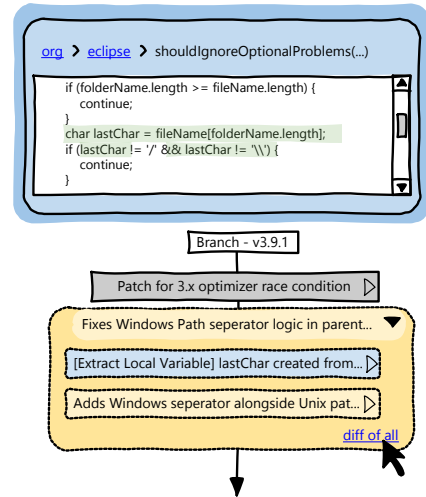 org > eclipse > shouldIgnoreOptionalProblems(...)
if (folderName.length >= fileName.length) {
continue;
}
char lastChar = fileName[folderName.length];
if (lastChar != '/' && lastChar != '\\') {
continue;
}
Branch - v3.9.1
Patch for 3.x optimizer race condition
Fixes Windows Path seperator logic in parent...
[Extract Local Variable] lastChar created from...
Adds Windows seperator alongside Unix pat...
diff of all